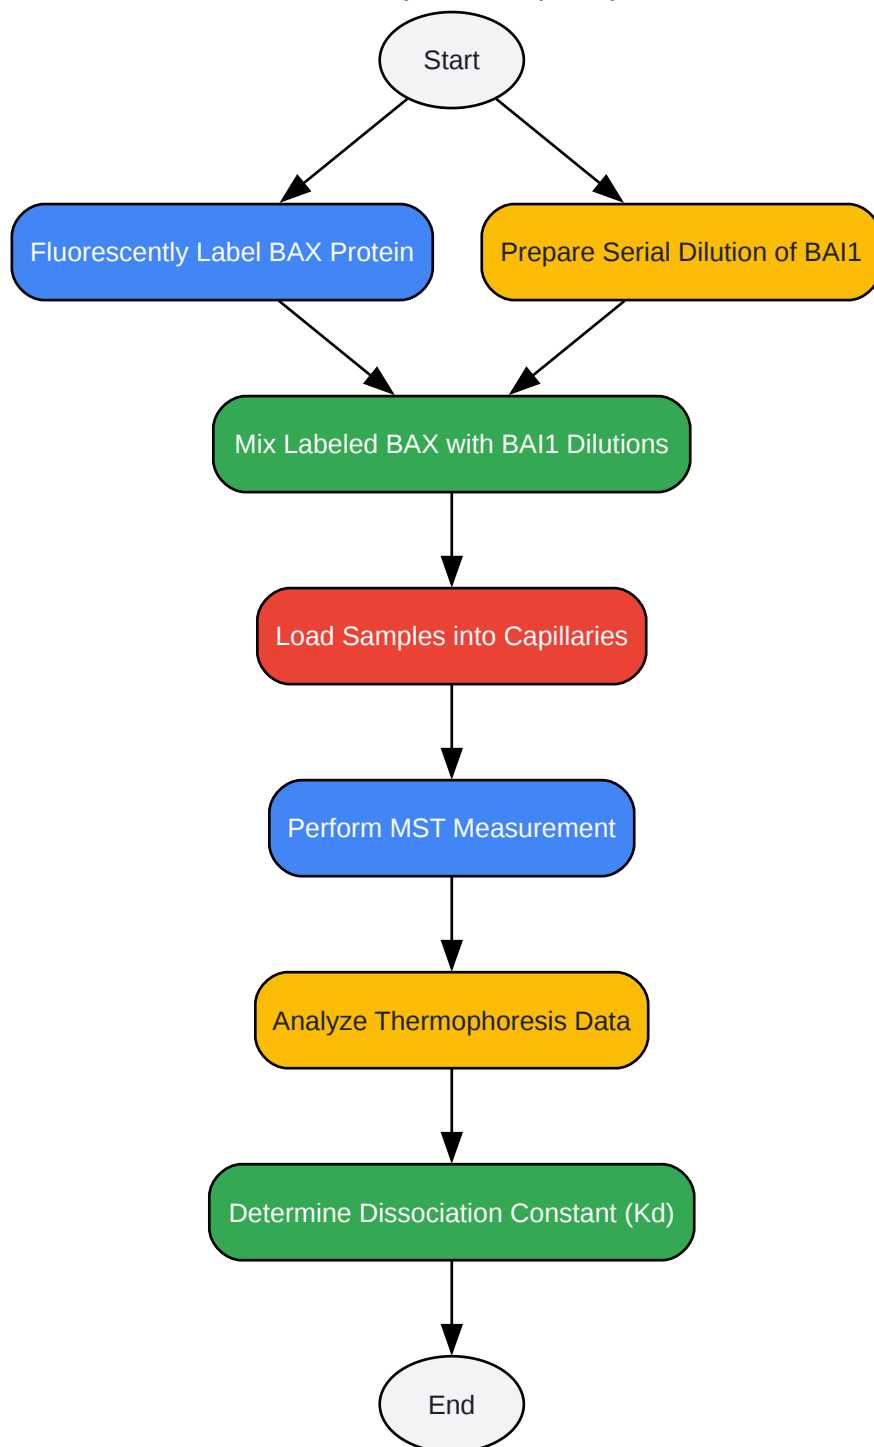 Start
Fluorescently Label BAX Protein
Prepare Serial Dilution of BAI1
Mix Labeled BAX with BAI1 Dilutions
Load Samples into Capillaries
Perform MST Measurement
Analyze Thermophoresis Data
Determine Dissociation Constant (Kd)
End